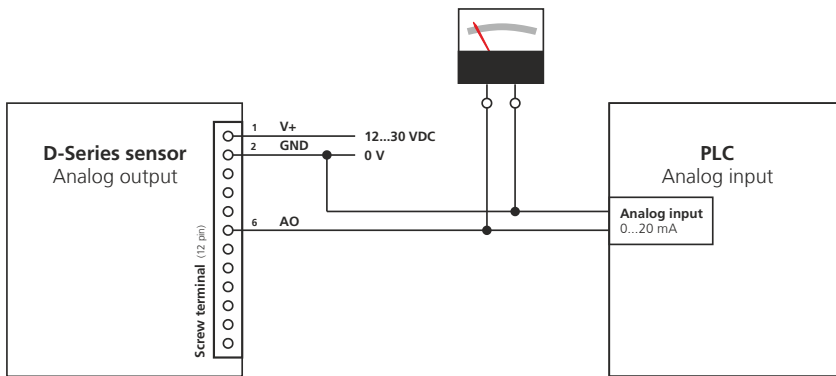 D-Series sensor
Analog output
1 V+ 12...30 VDC
2 GND 0 V
6 AO
Screw terminal (12 pin)
PLC
Analog input
Analog input
0...20 mA